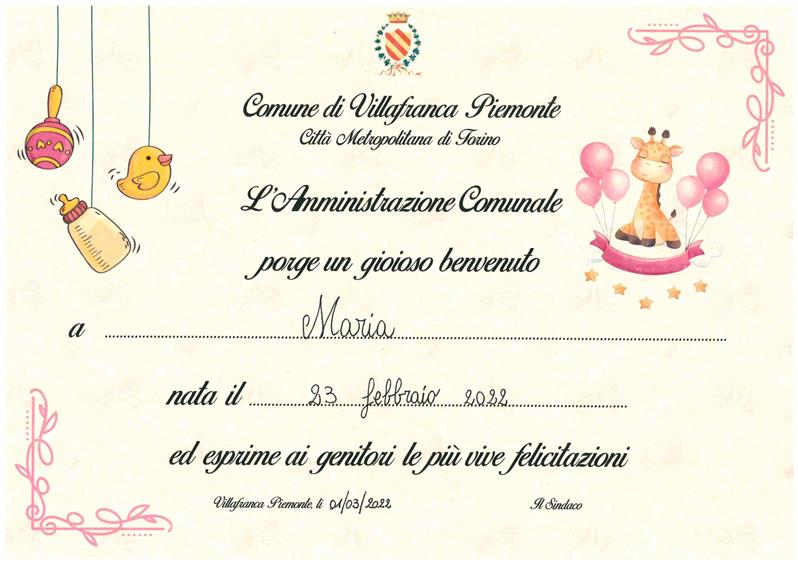 Comune di Villafranca Piemonte
Città Metropolitana di Torino
L'Amministrazione Comunale
porge un gioioso benvenuto
a Maria
nata il 23 febbraio 2022
ed esprime ai genitori le più vive felicitazioni
Villafranca Piemonte, lì 01/03/2022 Il Sindaco